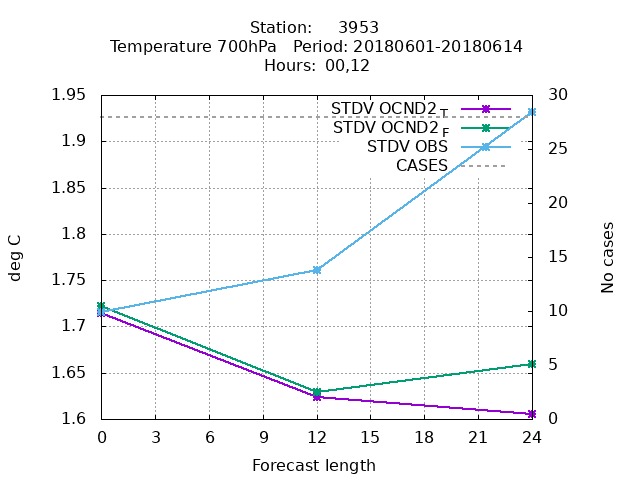 Station: 3953
Temperature 700hPa Period: 20180601-20180614
Hours: 00,12
1.95
1.9
1.85
1.8
1.75
1.7
1.65
1.6
deg C
STDV OCND2 T
STDV OCND2 F
STDV OBS
CASES
30
25
20
15
10
5
0
No cases
0 3 6 9 12 15 18 21 24
Forecast length